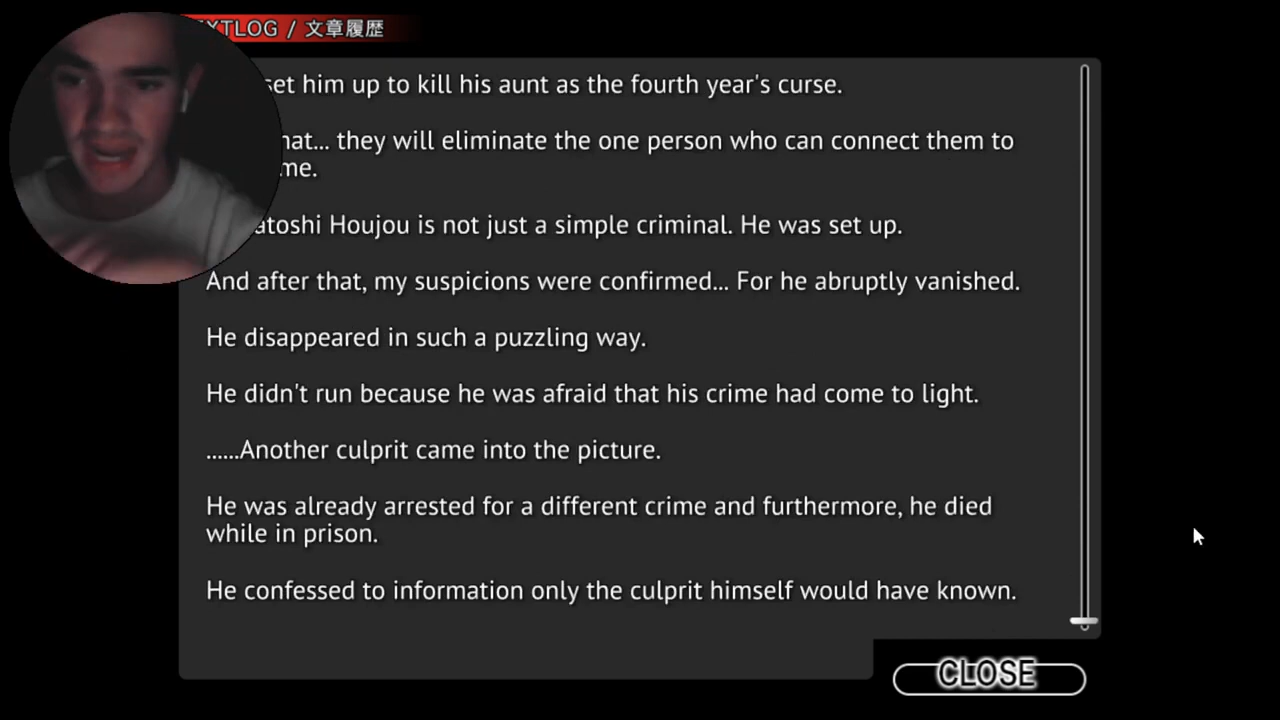 TLOG / 文章履歴
set him up to kill his aunt as the fourth year's curse.
they will eliminate the one person who can connect them to
atoshi Houjou is not just a simple criminal. He was set up.
And after that, my suspicions were confirmed... For he abruptly vanished.
He disappeared in such a puzzling way.
He didn't run because he was afraid that his crime had come to light.
......Another culprit came into the picture.
He was already arrested for a different crime and furthermore, he died
while in prison.
He confessed to information only the culprit himself would have known.
CLOSE